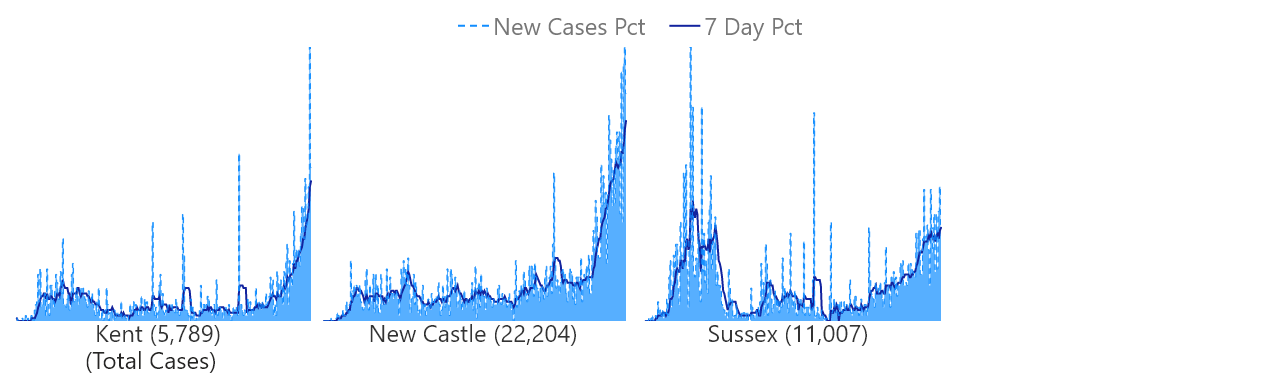 New Cases Pct 7 Day Pct
Kent (5,789) New Castle (22,204) Sussex (11,007)
(Total Cases)